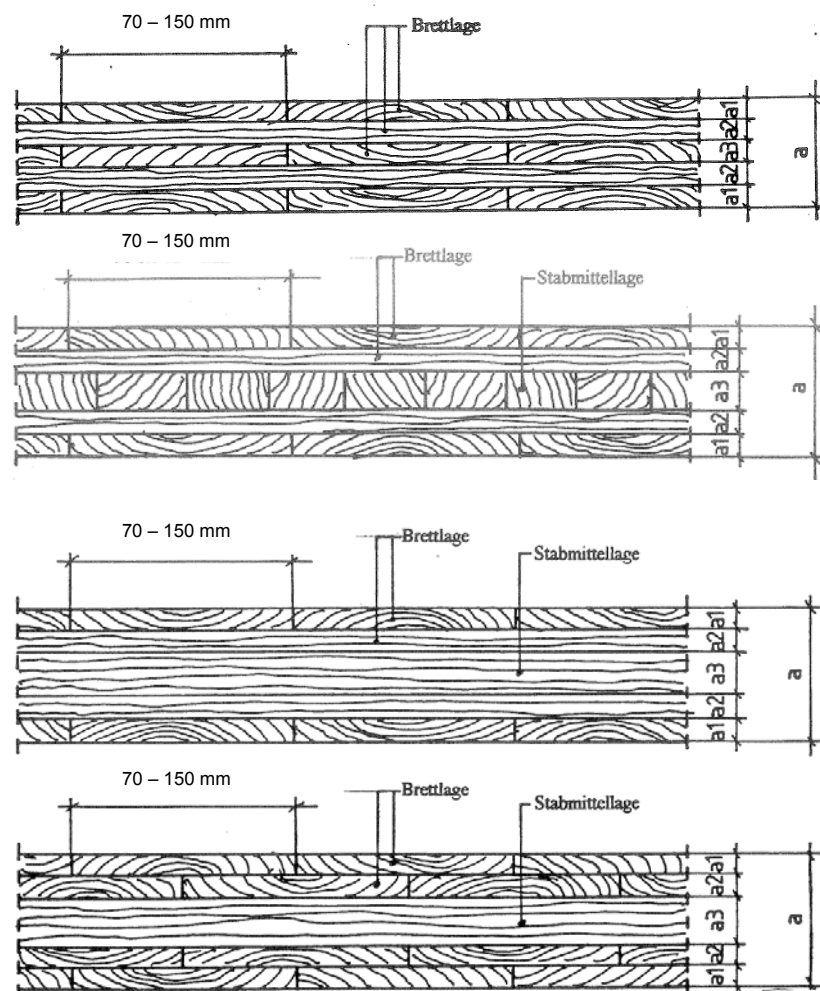 70 – 150 mm
Brettlage
a1
a2
a3
a2
a1
a
70 – 150 mm
Brettlage
Stabmittellage
a1
a2
a3
a2
a1
a
70 – 150 mm
Brettlage
Stabmittellage
a1
a2
a3
a2
a1
a
70 – 150 mm
Brettlage
Stabmittellage
a1
a2
a3
a2
a1
a